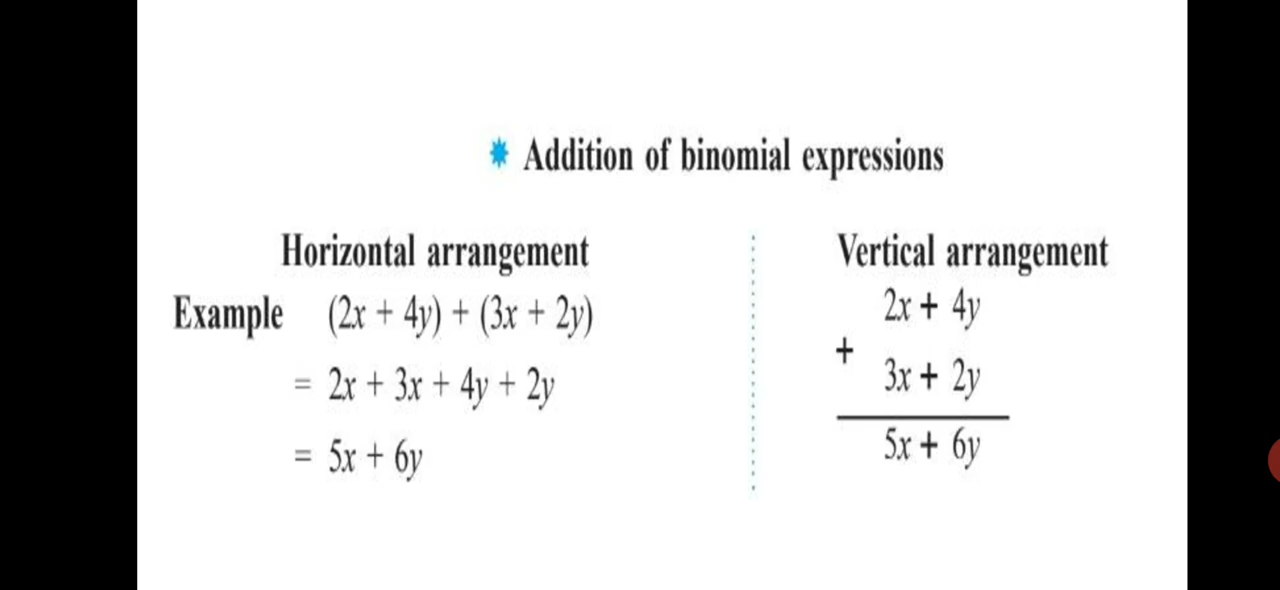 * Addition of binomial expressions
Horizontal arrangement
Example (2x + 4y) + (3x + 2y)
= 2x + 3x + 4y + 2y
= 5x + 6y
Vertical arrangement
2x + 4y
+
3x + 2y
5x + 6y